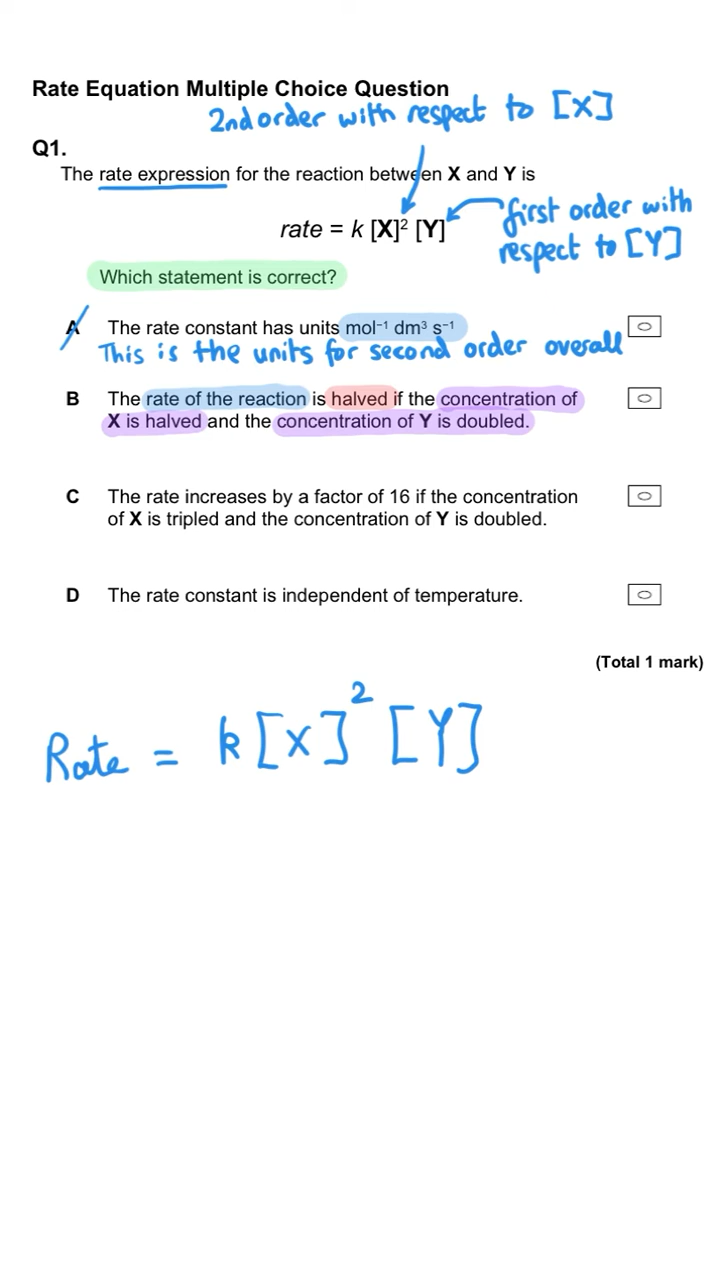 Rate Equation Multiple Choice Question
2nd order with respect to [X]
Q1.
The rate expression for the reaction between X and Y is
rate = k [X]² [Y]
first order with
respect to [Y]
Which statement is correct?
A The rate constant has units mol⁻¹ dm³ s⁻¹
This is the units for second order overall
B The rate of the reaction is halved if the concentration of
X is halved and the concentration of Y is doubled.
C The rate increases by a factor of 16 if the concentration
of X is tripled and the concentration of Y is doubled.
D The rate constant is independent of temperature.
(Total 1 mark)
Rate = k[X]² [Y]